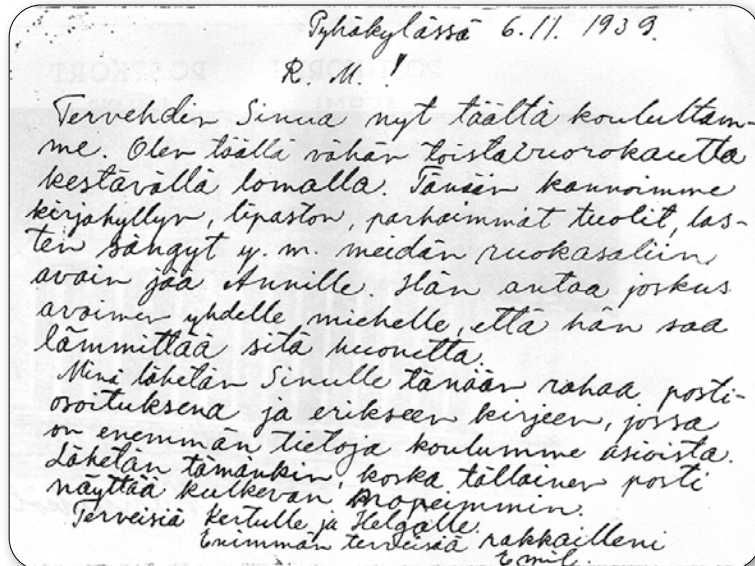 Pyhäkylässä 6.11. 1939.
R. M. !
Tervehdin Sinua nyt täältä kouluttam-
me. Olen täällä vähän toista vuorokautta
kestävällä lomalla. Tänään kannoimme
kirjahyllyn, lipaston, parhaimmat tuolit, las-
ten sängyt y. m. meidän ruokasaliin,
avain jää Annille. Hän antaa joskus
avaimen yhdelle miehelle, että hän saa
lämmittää sitä huonetta.
Minä lähetän Sinulle tänään rahaa posti-
osoituksena ja erikseen kirjeen, jossa
on enemmän tietoja koulumme asioista.
Lähetän tämänkin, koska tällainen posti
näyttää kulkevan nopeimmin.
Terveisiä Kertulle ja Helgalle.
Enimmän terveisiä rakkailleni
Emil.